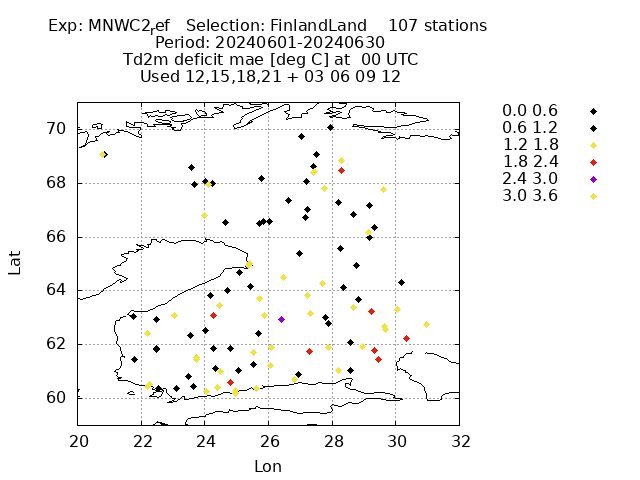 Exp: MNWC2ref   Selection: FinlandLand    107 stations
Period: 20240601-20240630
Td2m deficit mae [deg C] at  00 UTC
Used 12,15,18,21 + 03 06 09 12
0.0 0.6
0.6 1.2
1.2 1.8
1.8 2.4
2.4 3.0
3.0 3.6
70
68
66
64
62
60
Lat
20 22 24 26 28 30 32
Lon